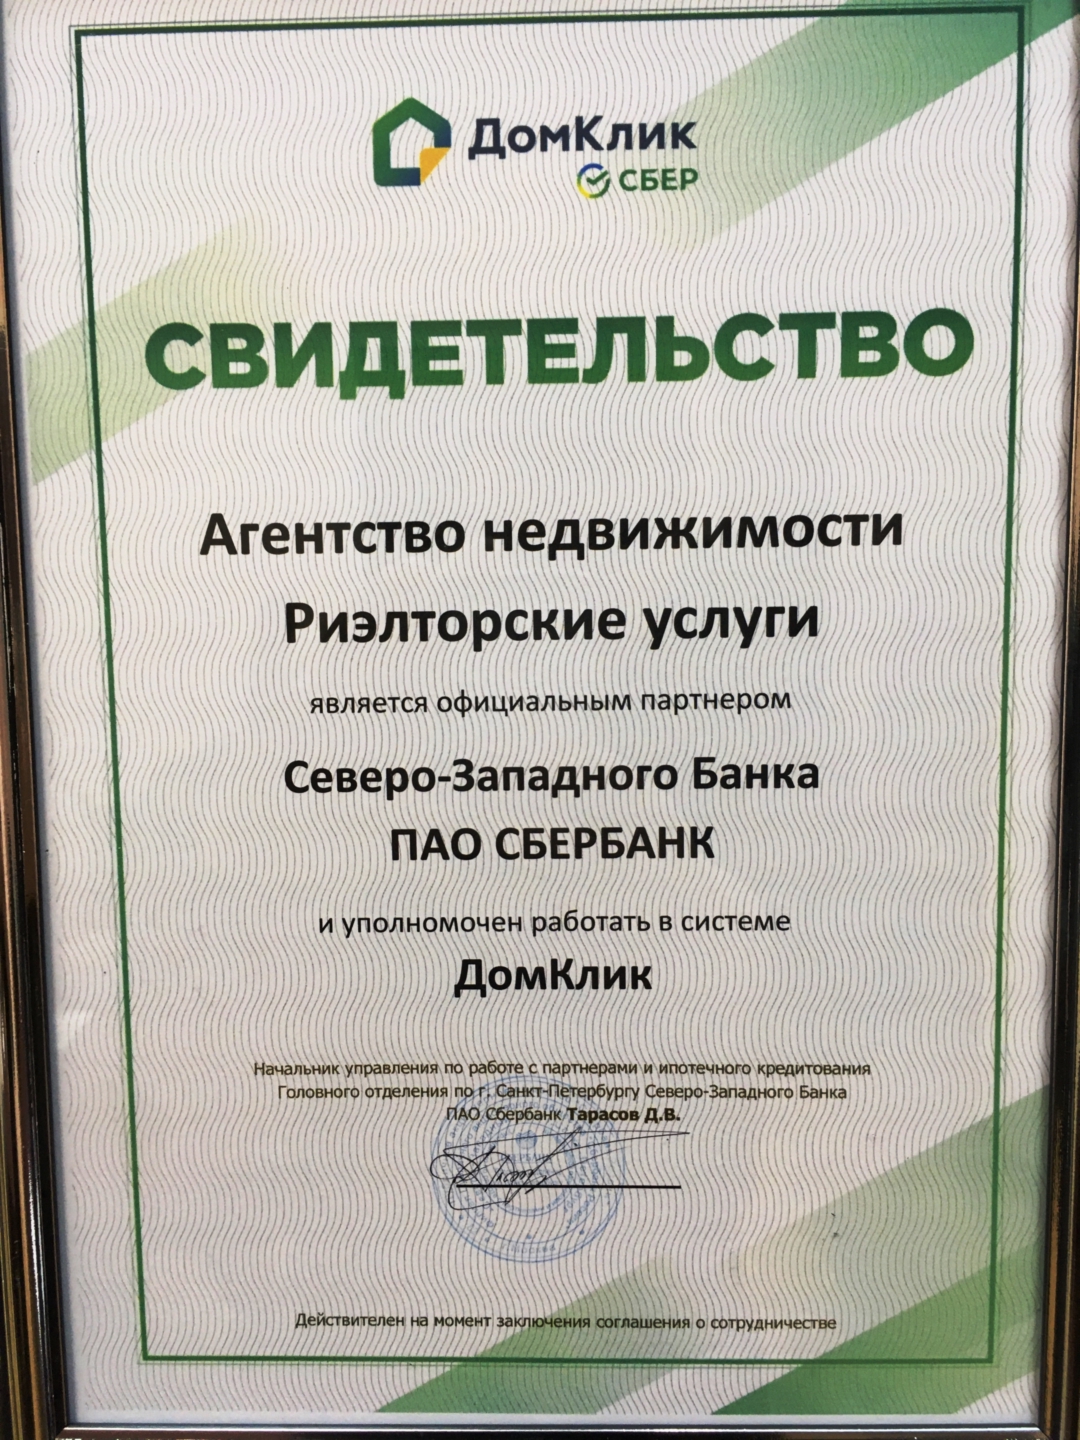 ДомКлик
СБЕР
СВИДЕТЕЛЬСТВО
Агентство недвижимости
Риэлторские услуги
является официальным партнером
Северо-Западного Банка
ПАО СБЕРБАНК
и уполномочен работать в системе
ДомКлик
Начальник управления по работе с партнерами и ипотечного кредитования
Головного отделения по г. Санкт-Петербургу Северо-Западного Банка
ПАО Сбербанк Тарасов Д.В.
Действителен на момент заключения соглашения о сотрудничестве